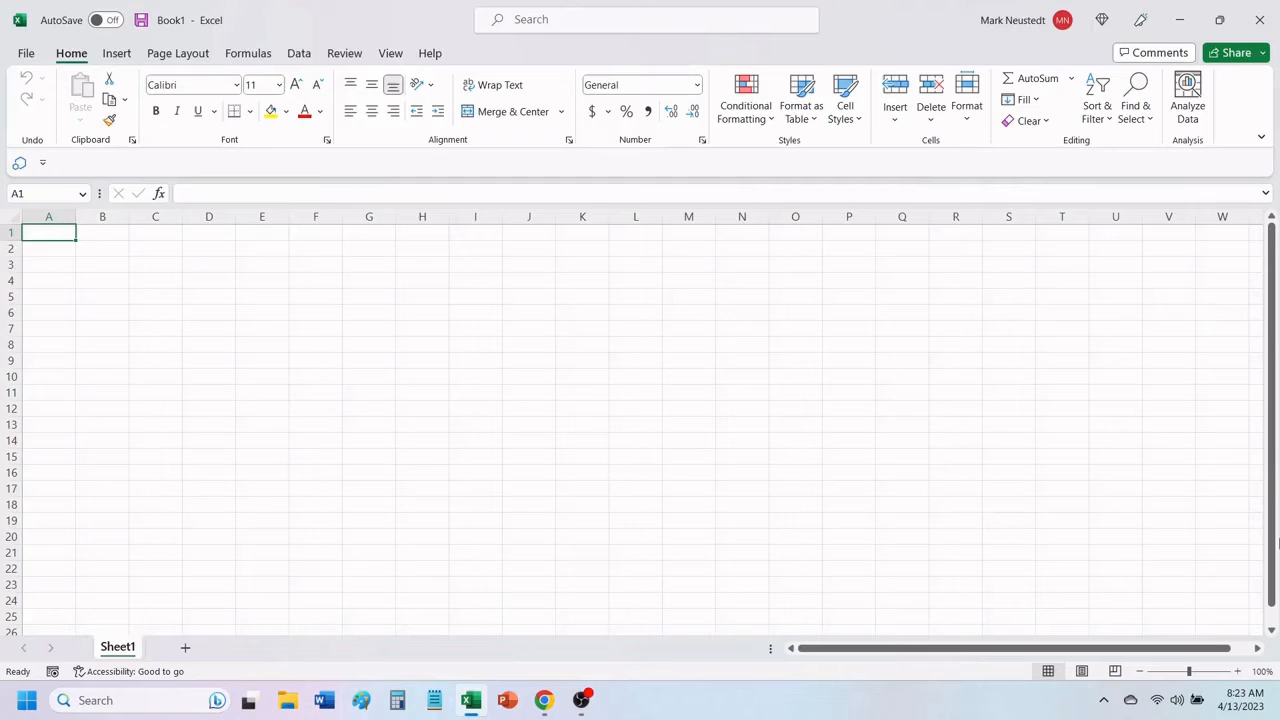 AutoSave Off Book1 - Excel Search Mark Neustedt MN
File Home Insert Page Layout Formulas Data Review View Help Comments Share
Paste Calibri 11 Wrap Text General Conditional Formatting Format as Table Cell Styles Insert Delete Format AutoSum Sort & Filter Find & Select Analyze Data
B I U Merge & Center $ % , Fill
Clear
Undo Clipboard Font Alignment Number Styles Cells Editing Analysis
A1 fx
A B C D E F G H I J K L M N O P Q R S T U V W
1
2
3
4
5
6
7
8
9
10
11
12
13
14
15
16
17
18
19
20
21
22
23
24
25
26
Sheet1
Ready Accessibility: Good to go 100%
Search 8:23 AM
4/13/2023